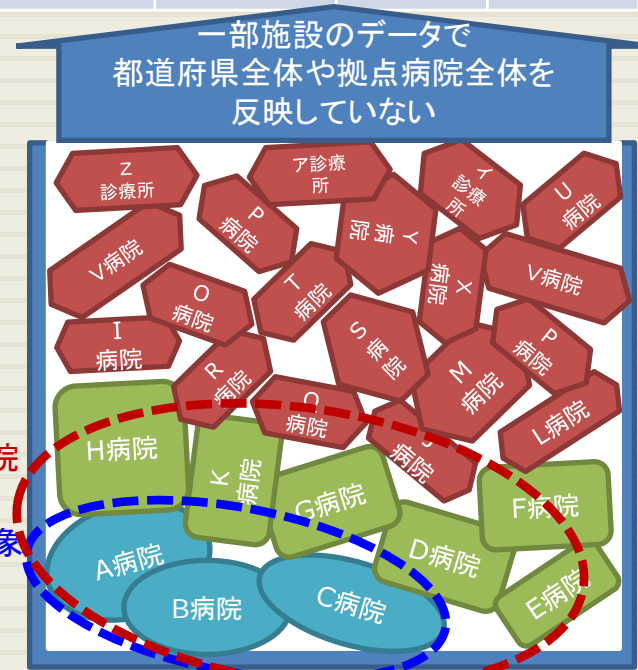 一部施設のデータで
都道府県全体や拠点病院全体を
反映していない
Z
診療所
ア診療
所
イ
診療
所
U
病院
P
病院
Y
病
院
V病院
O
病院
T
病院
X
病院
V病院
I
病院
S
病
院
P
病院
R
病院
M
病院
病院
L病院
病院
H病院
K
病院
G病院
F病院
D病院
E病院
A病院
B病院
C病院
院
象